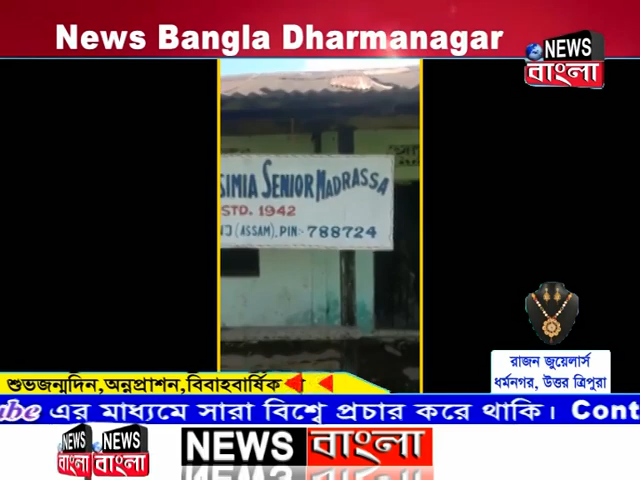 News Bangla Dharmanagar
NEWS
বাংলা
SIMIA SENIOR MADRASSA
STD. 1942
(ASSAM). PIN:- 788724
রাজন জুয়েলার্স
ধর্মনগর, উত্তর ত্রিপুরা
শুভজন্মদিন,অন্নপ্রাশন,বিবাহবার্ষিক
এর মাধ্যমে সারা বিশ্বে প্রচার করে থাকি। Cont
NEWS NEWS
বাংলা বাংলা
NEWS বাংলা